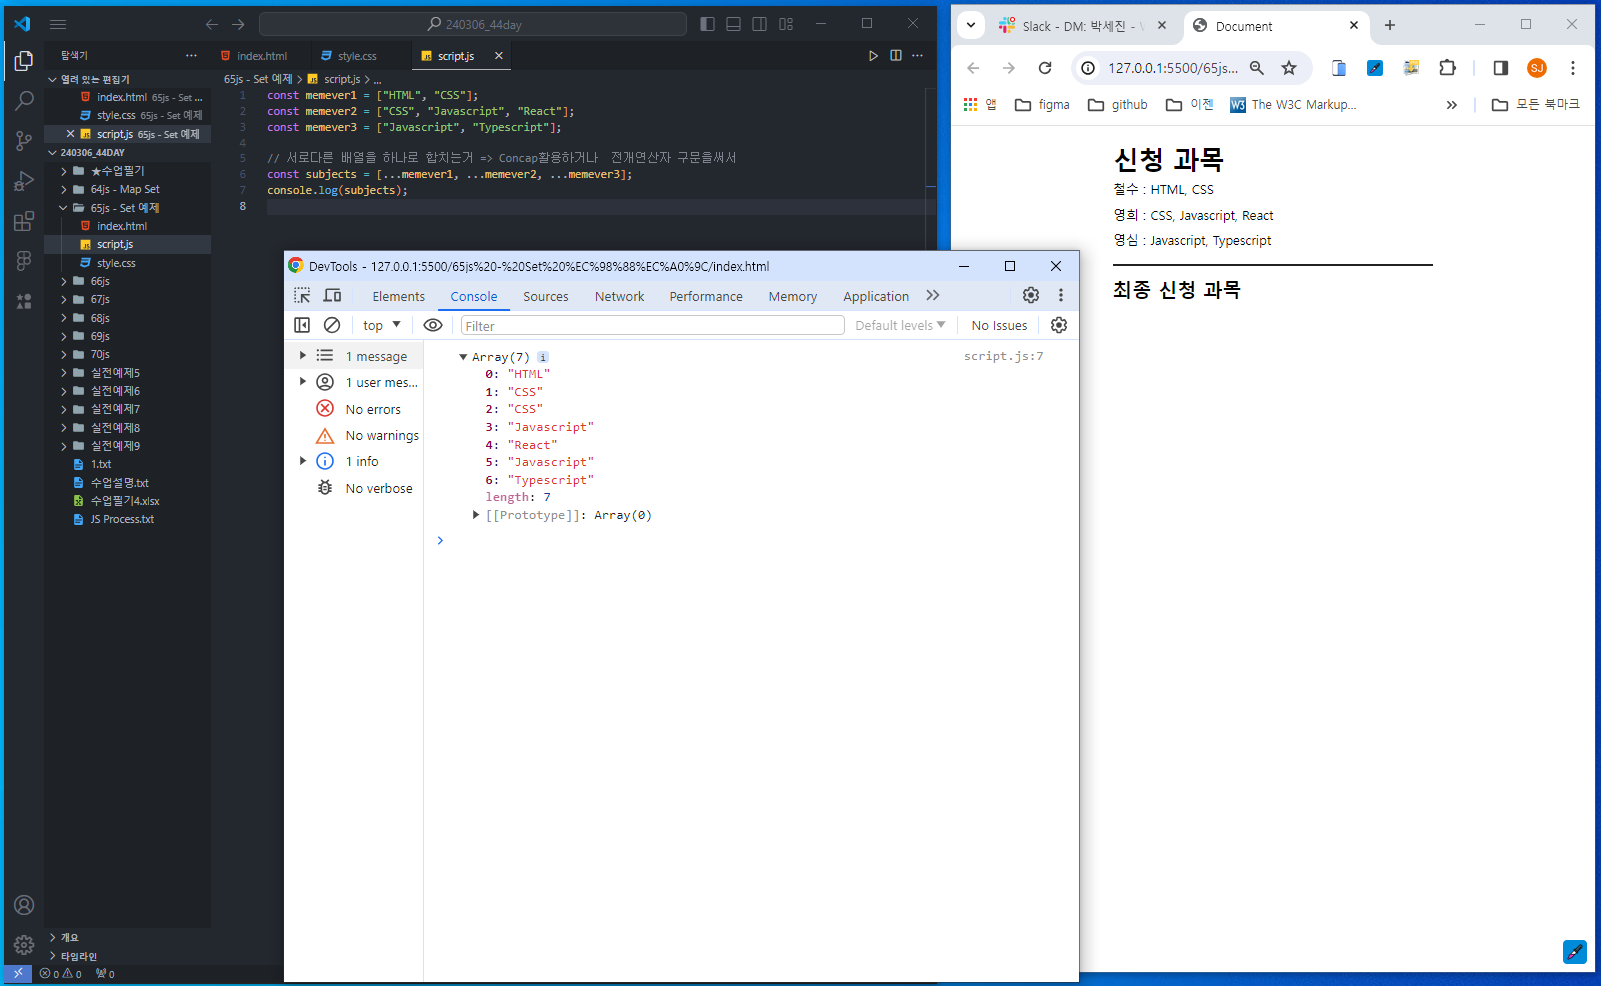 240306_44day
탐색기
열려 있는 편집기
index.html 65js - Set ...
style.css 65js - Set 예제
script.js 65js - Set 예제
240306_44DAY
★수업필기
64js - Map Set
65js - Set 예제
index.html
script.js
style.css
66js
67js
68js
69js
70js
실전예제5
실전예제6
실전예제7
실전예제8
실전예제9
1.txt
수업설명.txt
수업필기4.xlsx
JS Process.txt
개요
타임라인
0 0 0
index.html
style.css
script.js
65js - Set 예제 > script.js > ...
1 const memever1 = ["HTML", "CSS"];
2 const memever2 = ["CSS", "Javascript", "React"];
3 const memever3 = ["Javascript", "Typescript"];
4
5 // 서로다른 배열을 하나로 합치는거 => Concap활용하거나 전개연산자 구문을써서
6 const subjects = [...memever1, ...memever2, ...memever3];
7 console.log(subjects);
8
DevTools - 127.0.0.1:5500/65js%20-%20Set%20%EC%98%88%EC%A0%9C/index.html
Elements Console Sources Network Performance Memory Application
top Filter Default levels No Issues
1 message
1 user mes...
No errors
No warnings
1 info
No verbose
Array(7) i script.js:7
0: "HTML"
1: "CSS"
2: "CSS"
3: "Javascript"
4: "React"
5: "Javascript"
6: "Typescript"
length: 7
[[Prototype]]: Array(0)
Slack - DM: 박세진 -
Document
127.0.0.1:5500/65js...
SJ
앱 figma github 이젠 W3 The W3C Markup... 모든 북마크
신청 과목
철수 : HTML, CSS
영희 : CSS, Javascript, React
영심 : Javascript, Typescript
최종 신청 과목